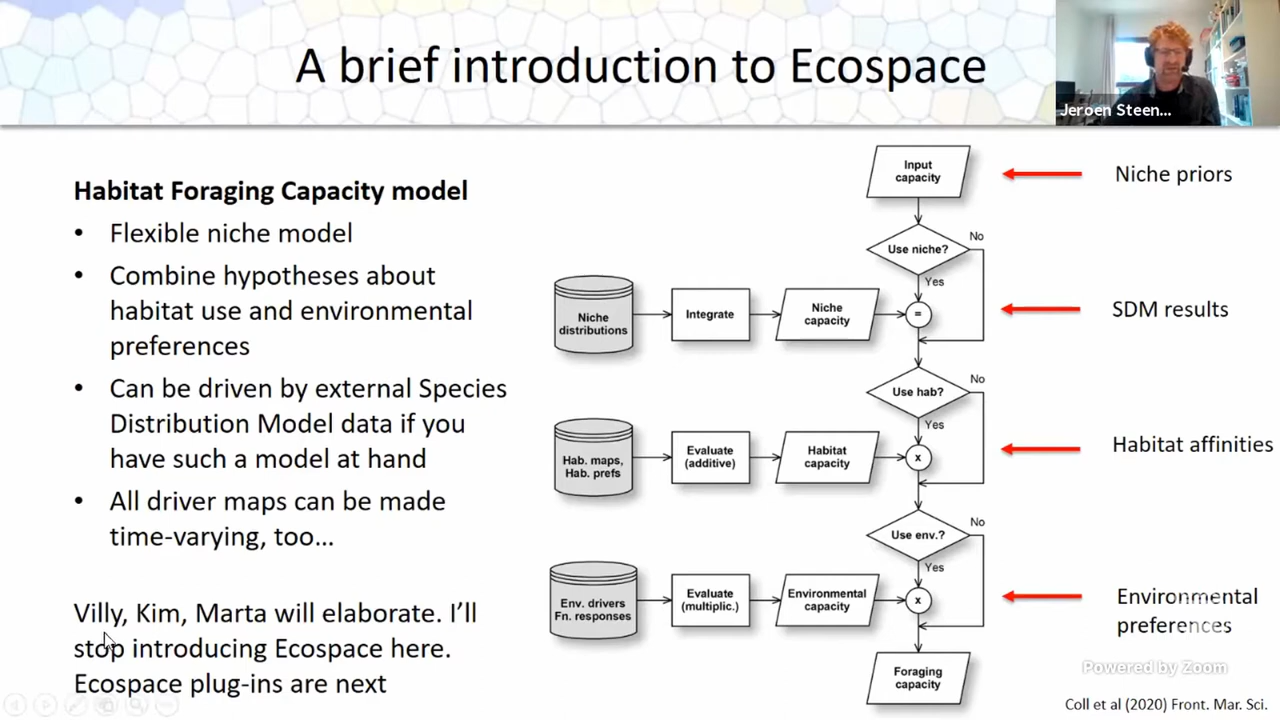 A brief introduction to Ecospace
Jeroen Steen...
Habitat Foraging Capacity model
• Flexible niche model
• Combine hypotheses about
habitat use and environmental
preferences
• Can be driven by external Species
Distribution Model data if you
have such a model at hand
• All driver maps can be made
time-varying, too...
Villy, Kim, Marta will elaborate. I'll
stop introducing Ecospace here.
Ecospace plug-ins are next
Input
capacity
Niche priors
Use niche?
No
Yes
Niche
distributions
Integrate
Niche
capacity
=
SDM results
Use hab?
No
Yes
Hab. maps,
Hab. prefs
Evaluate
(additive)
Habitat
capacity
x
Habitat affinities
Use env.?
No
Yes
Env. drivers
Fn. responses
Evaluate
(multiplic.)
Environmental
capacity
x
Environmental
preferences
Foraging
capacity
Powered by Zoom
Coll et al (2020) Front. Mar. Sci.